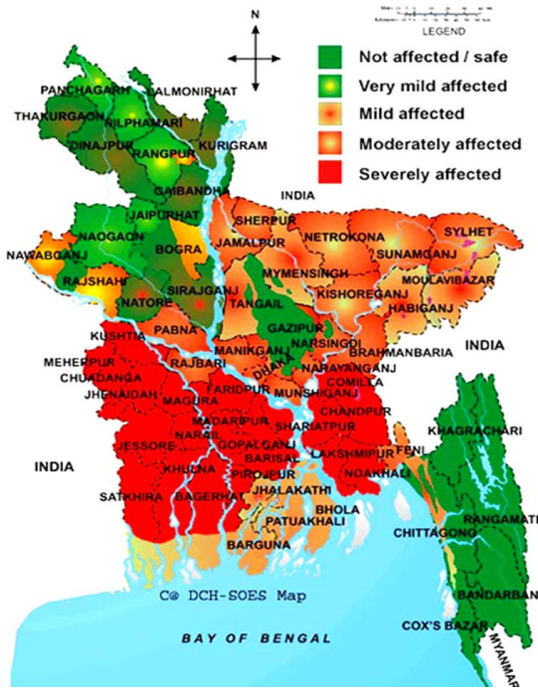 N
LEGEND
Not affected / safe
Very mild affected
Mild affected
Moderately affected
Severely affected
PANCHAGARH
LALMONIRHAT
THAKURGAON
NILPHAMARI
DINAJPUR
RANGPUR
KURIGRAM
GAIBANDHA
INDIA
JAIPURHAT
SHERPUR
NAOGAON
BOGRA
JAMALPUR
NETROKONA
SYLHET
SUNAMGANJ
NAWABGANJ
MYMENSINGH
MOULAVIBAZAR
RAJSHAHI
SIRAJGANJ
KISHOREGANJ
NATORE
TANGAIL
HABIGANJ
PABNA
GAZIPUR
KUSHTIA
MANIKGANJ
NARSINGDI
BRAHMANBARIA
INDIA
MEHERPUR
RAJBARI
DHAKA
NARAYANGANJ
CHUADANGA
COMILLA
JHENAIDAH
FARIDPUR
MUNSHIGANJ
MAGURA
CHANDPUR
MADARIPUR
SHARIATPUR
KHAGRACHARI
NARAIL
JESSORE
GOPALGANJ
LAKSHMIPUR
FENI
BARISAL
INDIA
KHULNA
PIROJPUR
NOAKHALI
JHALAKATHI
SATKHIRA
BAGERHAT
BHOLA
RANGAMATI
PATUAKHALI
CHITTAGONG
BARGUNA
C@ DCH-SOES Map
BANDARBAN
COX'S BAZAR
BAY OF BENGAL
MYANMAR